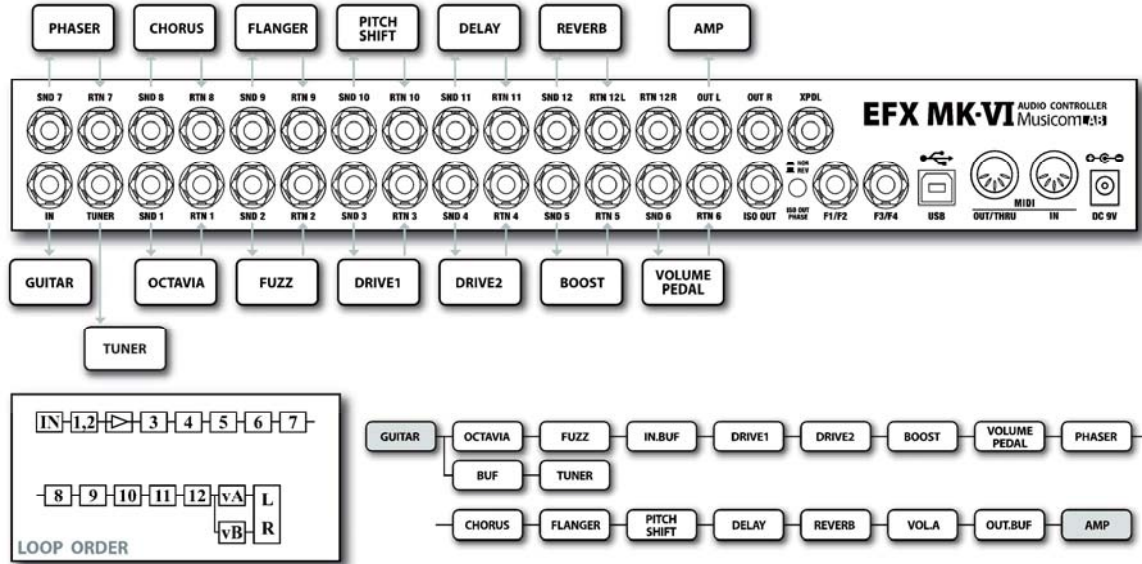 PHASER CHORUS FLANGER PITCH SHIFT DELAY REVERB AMP
SND 7 RTN 7 SND 8 RTN 8 SND 9 RTN 9 SND 10 RTN 10 SND 11 RTN 11 SND 12 RTN 12L RTN 12R OUT L OUT R XPDL
EFX MK-VI AUDIO CONTROLLER
MusicomLAB
NOR
REV
IN TUNER SND 1 RTN 1 SND 2 RTN 2 SND 3 RTN 3 SND 4 RTN 4 SND 5 RTN 5 SND 6 RTN 6 ISO OUT ISO OUT PHASE F1/F2 F3/F4 USB OUT/THRU MIDI IN DC 9V
GUITAR OCTAVIA FUZZ DRIVE1 DRIVE2 BOOST VOLUME PEDAL
TUNER
IN 1,2 3 4 5 6 7
8 9 10 11 12 vA L
vB R
LOOP ORDER
GUITAR OCTAVIA FUZZ IN.BUF DRIVE1 DRIVE2 BOOST VOLUME PEDAL PHASER
BUF TUNER
CHORUS FLANGER PITCH SHIFT DELAY REVERB VOL.A OUT.BUF AMP